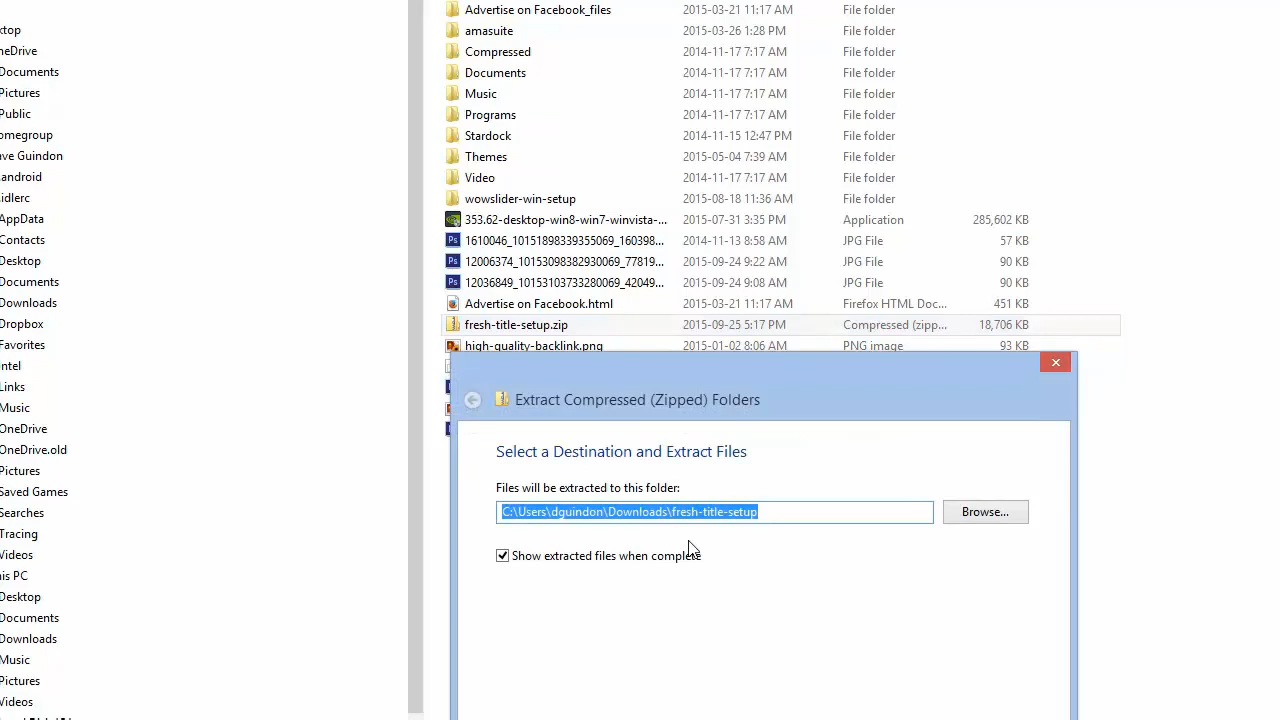 ktop
neDrive
Documents
Pictures
Public
omegroup
ave Guindon
.android
.idlerc
AppData
Contacts
Desktop
Documents
Downloads
Dropbox
Favorites
Intel
Links
Music
OneDrive
OneDrive.old
Pictures
Saved Games
Searches
Tracing
Videos
his PC
Desktop
Documents
Downloads
Music
Pictures
Videos
Advertise on Facebook_files 2015-03-21 11:17 AM File folder
amasuite 2015-03-26 1:28 PM File folder
Compressed 2014-11-17 7:17 AM File folder
Documents 2014-11-17 7:17 AM File folder
Music 2014-11-17 7:17 AM File folder
Programs 2014-11-17 7:17 AM File folder
Stardock 2014-11-15 12:47 PM File folder
Themes 2015-05-04 7:39 AM File folder
Video 2014-11-17 7:17 AM File folder
wowslider-win-setup 2015-08-18 11:36 AM File folder
353.62-desktop-win8-win7-winvista-... 2015-07-31 3:35 PM Application 285,602 KB
Ps 1610046_10151898339355069_160398... 2014-11-13 8:58 AM JPG File 57 KB
Ps 12006374_10153098382930069_77819... 2015-09-24 9:22 AM JPG File 90 KB
Ps 12036849_10153103733280069_42049... 2015-09-24 9:08 AM JPG File 90 KB
Advertise on Facebook.html 2015-03-21 11:17 AM Firefox HTML Doc... 451 KB
fresh-title-setup.zip 2015-09-25 5:17 PM Compressed (zipp... 18,706 KB
high-quality-backlink.png 2015-01-02 8:06 AM PNG image 93 KB
Extract Compressed (Zipped) Folders
Select a Destination and Extract Files
Files will be extracted to this folder:
C:\Users\dguindon\Downloads\fresh-title-setup
Browse...
Show extracted files when complete